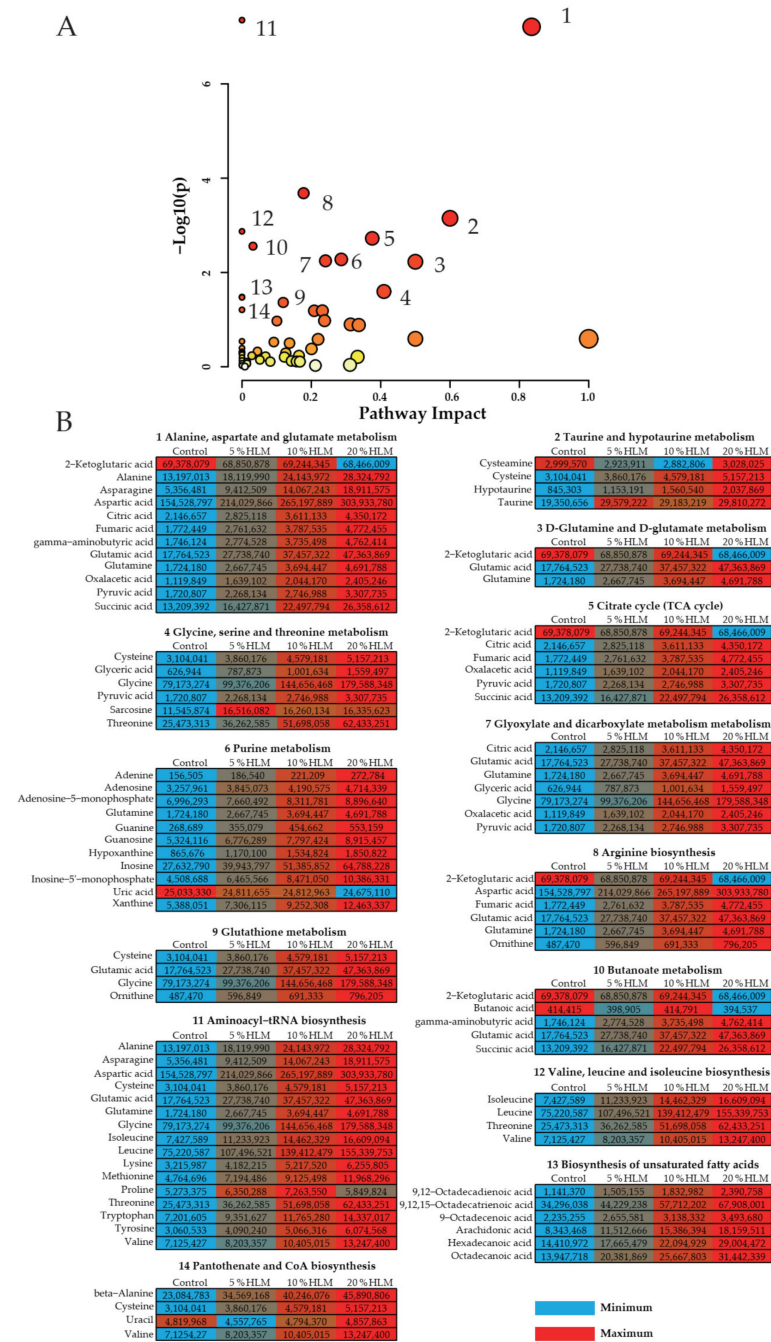 A
11
1
6
−Log10(p)
4
8
12
2
10
5
7
6
3
2
13
9
4
14
0
0
0.2
0.4
0.6
0.8
1.0
Pathway Impact
B
1 Alanine, aspartate and glutamate metabolism
Control 5 %HLM 10 %HLM 20 %HLM
2−Ketoglutaric acid 69,378,079 68,850,878 69,244,345 68,466,009
Alanine 13,197,013 18,119,990 24,143,972 28,324,792
Asparagine 5,356,481 9,412,509 14,067,243 18,911,575
Aspartic acid 154,528,797 214,029,866 265,197,889 303,933,780
Citric acid 2,146,657 2,825,118 3,611,133 4,350,172
Fumaric acid 1,772,449 2,761,632 3,787,535 4,772,455
gamma−aminobutyric acid 1,746,124 2,774,528 3,735,498 4,762,414
Glutamic acid 17,764,523 27,738,740 37,457,322 47,363,869
Glutamine 1,724,180 2,667,745 3,694,447 4,691,788
Oxalacetic acid 1,119,849 1,639,102 2,044,170 2,405,246
Pyruvic acid 1,720,807 2,268,134 2,746,988 3,307,735
Succinic acid 13,209,392 16,427,871 22,497,794 26,358,612
4 Glycine, serine and threonine metabolism
Control 5 %HLM 10 %HLM 20 %HLM
Cysteine 3,104,041 3,860,176 4,579,181 5,157,213
Glyceric acid 626,944 787,873 1,001,634 1,559,497
Glycine 79,173,274 99,376,206 144,656,468 179,588,348
Pyruvic acid 1,720,807 2,268,134 2,746,988 3,307,735
Sarcosine 11,545,874 16,516,082 16,260,134 16,335,623
Threonine 25,473,313 36,262,585 51,698,058 62,433,251
6 Purine metabolism
Control 5 %HLM 10 %HLM 20 %HLM
Adenine 156,505 186,540 221,209 272,784
Adenosine 3,257,961 3,845,073 4,190,575 4,714,339
Adenosine−5−monophosphate 6,996,293 7,660,492 8,311,781 8,896,640
Glutamine 1,724,180 2,667,745 3,694,447 4,691,788
Guanine 268,689 355,079 454,662 553,159
Guanosine 5,324,116 6,776,289 7,797,424 8,915,457
Hypoxanthine 865,676 1,170,100 1,534,824 1,850,822
Inosine 27,632,790 39,943,797 51,385,852 64,788,228
Inosine−5'−monophosphate 4,508,688 6,465,566 8,471,050 10,386,331
Uric acid 25,033,330 24,811,655 24,812,963 24,675,110
Xanthine 5,388,051 7,306,115 9,252,308 12,463,337
9 Glutathione metabolism
Control 5 %HLM 10 %HLM 20 %HLM
Cysteine 3,104,041 3,860,176 4,579,181 5,157,213
Glutamic acid 17,764,523 27,738,740 37,457,322 47,363,869
Glycine 79,173,274 99,376,206 144,656,468 179,588,348
Ornithine 487,470 596,849 691,333 796,205
11 Aminoacyl−tRNA biosynthesis
Control 5 %HLM 10 %HLM 20 %HLM
Alanine 13,197,013 18,119,990 24,143,972 28,324,792
Asparagine 5,356,481 9,412,509 14,067,243 18,911,575
Aspartic acid 154,528,797 214,029,866 265,197,889 303,933,780
Cysteine 3,104,041 3,860,176 4,579,181 5,157,213
Glutamic acid 17,764,523 27,738,740 37,457,322 47,363,869
Glutamine 1,724,180 2,667,745 3,694,447 4,691,788
Glycine 79,173,274 99,376,206 144,656,468 179,588,348
Isoleucine 7,427,589 11,233,923 14,462,329 16,609,094
Leucine 75,220,587 107,496,521 139,412,479 155,339,753
Lysine 3,215,987 4,182,215 5,217,520 6,255,805
Methionine 4,764,696 7,194,486 9,125,498 11,968,296
Proline 5,273,375 6,350,288 7,263,550 5,849,824
Threonine 25,473,313 36,262,585 51,698,058 62,433,251
Tryptophan 7,201,605 9,351,627 11,765,280 14,337,017
Tyrosine 3,060,533 4,090,240 5,066,316 6,074,568
Valine 7,125,427 8,203,357 10,405,015 13,247,400
14 Pantothenate and CoA biosynthesis
Control 5 %HLM 10 %HLM 20 %HLM
beta−Alanine 23,084,783 34,569,168 40,246,076 45,890,806
Cysteine 3,104,041 3,860,176 4,579,181 5,157,213
Uracil 4,819,968 4,557,765 4,794,370 4,857,863
Valine 7,1254,27 8,203,357 10,405,015 13,247,400
2 Taurine and hypotaurine metabolism
Control 5 %HLM 10 %HLM 20 %HLM
Cysteamine 2,999,570 2,923,911 2,882,806 3,028,025
Cysteine 3,104,041 3,860,176 4,579,181 5,157,213
Hypotaurine 845,303 1,153,191 1,560,540 2,037,869
Taurine 19,350,656 29,579,222 29,183,219 29,810,272
3 D-Glutamine and D-glutamate metabolism
Control 5 %HLM 10 %HLM 20 %HLM
2−Ketoglutaric acid 69,378,079 68,850,878 69,244,345 68,466,009
Glutamic acid 17,764,523 27,738,740 37,457,322 47,363,869
Glutamine 1,724,180 2,667,745 3,694,447 4,691,788
5 Citrate cycle (TCA cycle)
Control 5 %HLM 10 %HLM 20 %HLM
2−Ketoglutaric acid 69,378,079 68,850,878 69,244,345 68,466,009
Citric acid 2,146,657 2,825,118 3,611,133 4,350,172
Fumaric acid 1,772,449 2,761,632 3,787,535 4,772,455
Oxalacetic acid 1,119,849 1,639,102 2,044,170 2,405,246
Pyruvic acid 1,720,807 2,268,134 2,746,988 3,307,735
Succinic acid 13,209,392 16,427,871 22,497,794 26,358,612
7 Glyoxylate and dicarboxylate metabolism metabolism
Control 5 %HLM 10 %HLM 20 %HLM
Citric acid 2,146,657 2,825,118 3,611,133 4,350,172
Glutamic acid 17,764,523 27,738,740 37,457,322 47,363,869
Glutamine 1,724,180 2,667,745 3,694,447 4,691,788
Glyceric acid 626,944 787,873 1,001,634 1,559,497
Glycine 79,173,274 99,376,206 144,656,468 179,588,348
Oxalacetic acid 1,119,849 1,639,102 2,044,170 2,405,246
Pyruvic acid 1,720,807 2,268,134 2,746,988 3,307,735
8 Arginine biosynthesis
Control 5 %HLM 10 %HLM 20 %HLM
2−Ketoglutaric acid 69,378,079 68,850,878 69,244,345 68,466,009
Aspartic acid 154,528,797 214,029,866 265,197,889 303,933,780
Fumaric acid 1,772,449 2,761,632 3,787,535 4,772,455
Glutamic acid 17,764,523 27,738,740 37,457,322 47,363,869
Glutamine 1,724,180 2,667,745 3,694,447 4,691,788
Ornithine 487,470 596,849 691,333 796,205
10 Butanoate metabolism
Control 5 %HLM 10 %HLM 20 %HLM
2−Ketoglutaric acid 69,378,079 68,850,878 69,244,345 68,466,009
Butanoic acid 414,415 398,905 414,791 394,537
gamma-aminobutyric acid 1,746,124 2,774,528 3,735,498 4,762,414
Glutamic acid 17,764,523 27,738,740 37,457,322 47,363,869
Succinic acid 13,209,392 16,427,871 22,497,794 26,358,612
12 Valine, leucine and isoleucine biosynthesis
Control 5 %HLM 10 %HLM 20 %HLM
Isoleucine 7,427,589 11,233,923 14,462,329 16,609,094
Leucine 75,220,587 107,496,521 139,412,479 155,339,753
Threonine 25,473,313 36,262,585 51,698,058 62,433,251
Valine 7,125,427 8,203,357 10,405,015 13,247,400
13 Biosynthesis of unsaturated fatty acids
Control 5 %HLM 10 %HLM 20 %HLM
9,12−Octadecadienoic acid 1,141,370 1,505,155 1,832,982 2,390,758
9,12,15−Octadecatrienoic acid 34,296,038 44,229,238 57,712,202 67,908,001
9−Octadecenoic acid 2,235,255 2,655,581 3,138,332 3,493,680
Arachidonic acid 8,343,468 11,512,666 15,386,394 18,159,511
Hexadecanoic acid 14,410,972 17,665,479 22,094,929 29,004,472
Octadecanoic acid 13,947,718 20,381,869 25,667,803 31,442,339
Minimum
Maximum